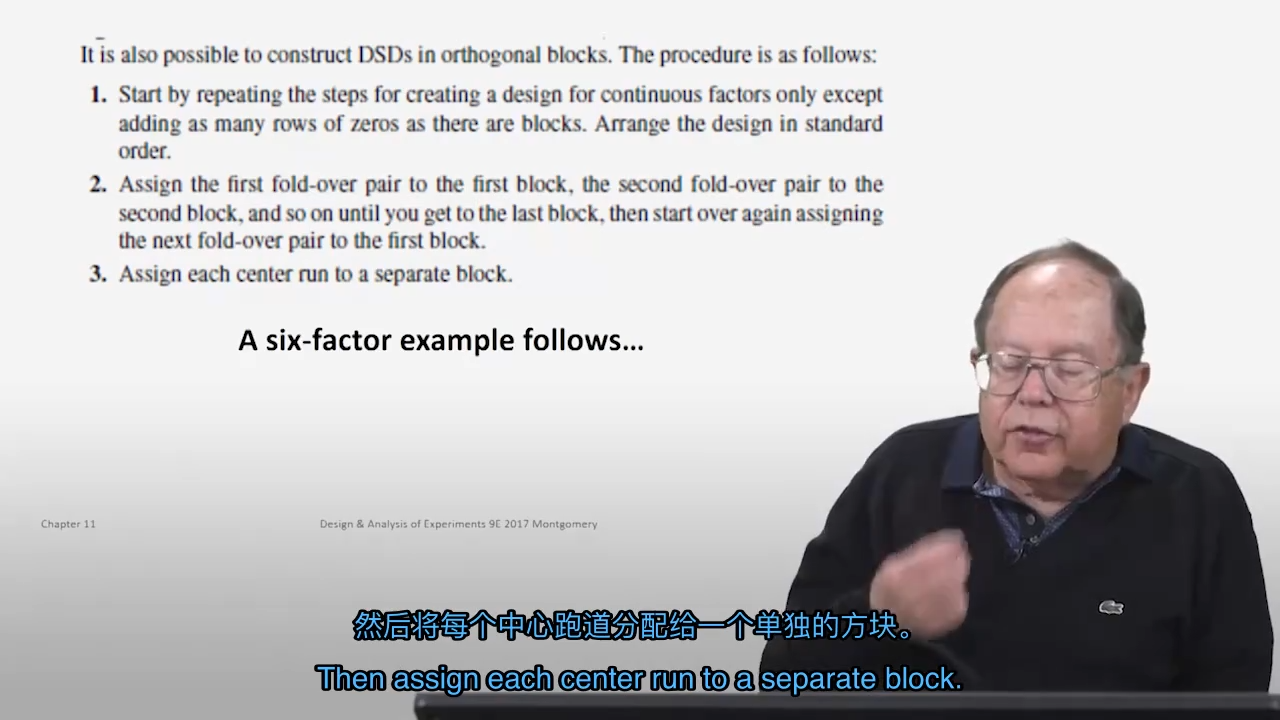 It is also possible to construct DSDs in orthogonal blocks. The procedure is as follows:
1. Start by repeating the steps for creating a design for continuous factors only except
adding as many rows of zeros as there are blocks. Arrange the design in standard
order.
2. Assign the first fold-over pair to the first block, the second fold-over pair to the
second block, and so on until you get to the last block, then start over again assigning
the next fold-over pair to the first block.
3. Assign each center run to a separate block.
A six-factor example follows...
Chapter 11
Design & Analysis of Experiments 9E 2017 Montgomery
然后将每个中心跑道分配给一个单独的方块。
Then assign each center run to a separate block.